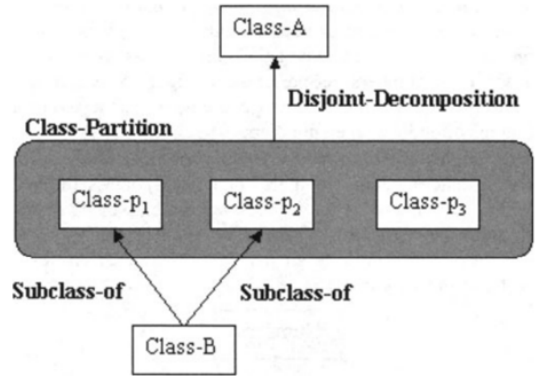 Class-A
Disjoint-Decomposition
Class-Partition
Class-p₁
Class-p₂
Class-p₃
Subclass-of
Subclass-of
Class-B